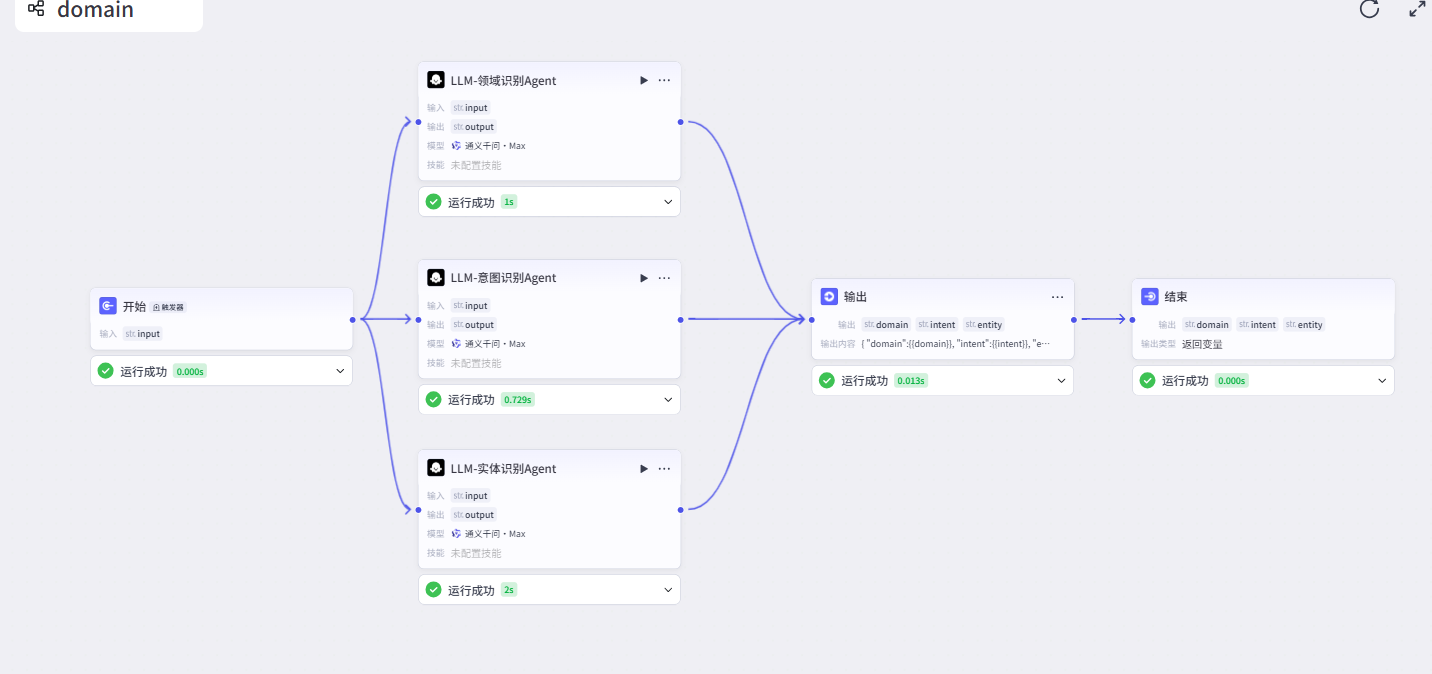 domain
LLM-领域识别Agent
输入 str. input
输出 str. output
模型 通义千问・Max
技能 未配置技能
运行成功 1s
LLM-意图识别Agent
输入 str. input
输出 str. output
模型 通义千问・Max
技能 未配置技能
运行成功 0.729s
LLM-实体识别Agent
输入 str. input
输出 str. output
模型 通义千问・Max
技能 未配置技能
运行成功 2s
开始 触发器
输入 str. input
运行成功 0.000s
输出
输出 str. domain str. intent str. entity
输出内容 { "domain":{{domain}}, "intent":{{intent}}, "e···
运行成功 0.013s
结束
输出 str. domain str. intent str. entity
输出类型 返回变量
运行成功 0.000s